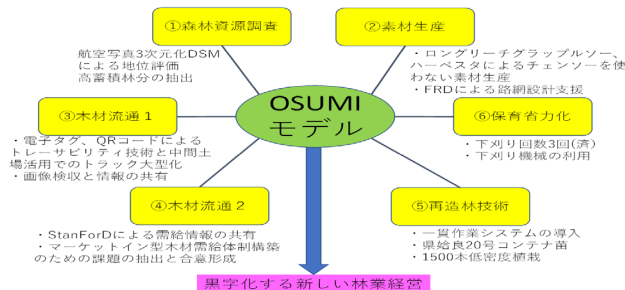 ①森林資源調査
航空写真3次元化DSM
による地位評価
高蓄積林分の抽出
②素材生産
・ロングリーチグラップルソー、
ハーベスタによるチェンソーを使
わない素材生産
・FRDによる路網設計支援
OSUMI
モデル
③木材流通1
・電子タグ、QRコードによる
トレーサビリティ技術と中間土
場活用でのトラック大型化
・画像検収と情報の共有
⑥保育省力化
・下刈り回数3回(済)
・下刈り機械の利用
④木材流通2
・StanForDによる需給情報の共有
・マーケットイン型木材需給体制構築
のための課題の抽出と合意形成
⑤再造林技術
・一貫作業システムの導入
・県姶良20号コンテナ苗
・1500本低密度植栽
黒字化する新しい林業経営